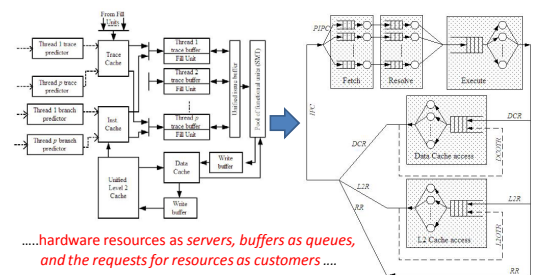 From Fill
Units
Thread 1 trace
predictor
Thread p trace
predictor
Thread 1 branch
predictor
Thread p branch
predictor
Trace
Cache
Inst
Cache
Unified
Level 2
Cache
Thread 1
trace buffer
Fill Unit
Thread 2
trace buffer
Fill Unit
Thread p
trace buffer
Fill Unit
Unified issue buffer
Pool of functional units (SMT)
Data
Cache
Write
buffer
Write
buffer
IPC
PIPC
Fetch
Resolve
Execute
DCR
DCR
Data Cache access
L2R
RR
L2R
L2 Cache access
RR
.....hardware resources as servers, buffers as queues,
and the requests for resources as customers ....